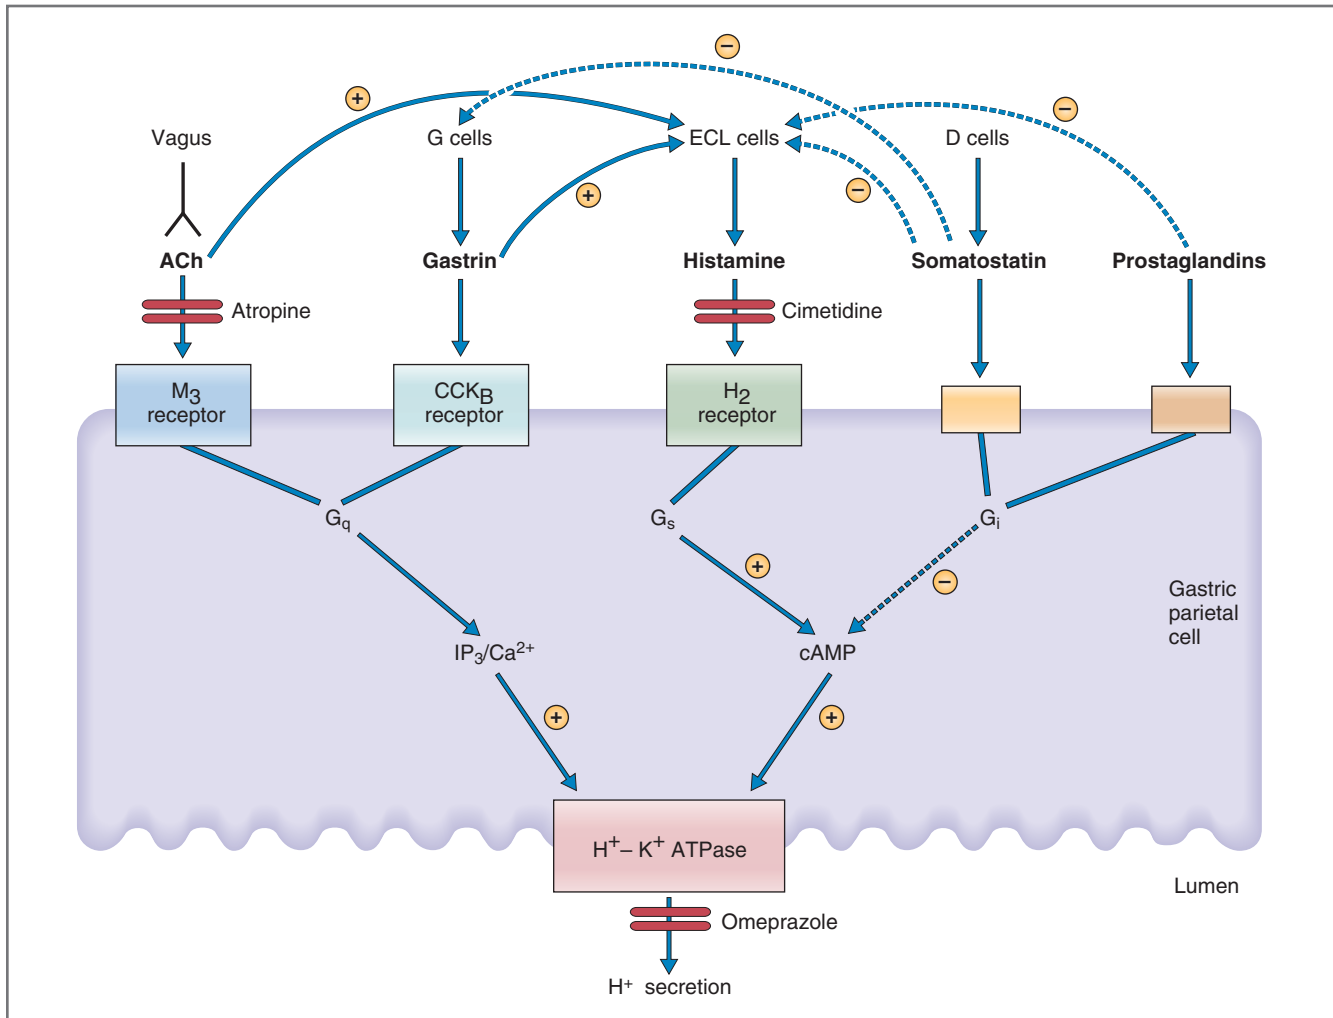 −
+
−
Vagus
G cells
ECL cells
D cells
+
−
ACh
Gastrin
Histamine
Somatostatin
Prostaglandins
Atropine
Cimetidine
M3
receptor
CCKB
receptor
H2
receptor
Gq
Gs
Gi
+
−
Gastric
parietal
cell
IP3/Ca2+
cAMP
+
+
H+– K+ ATPase
Lumen
Omeprazole
H+ secretion